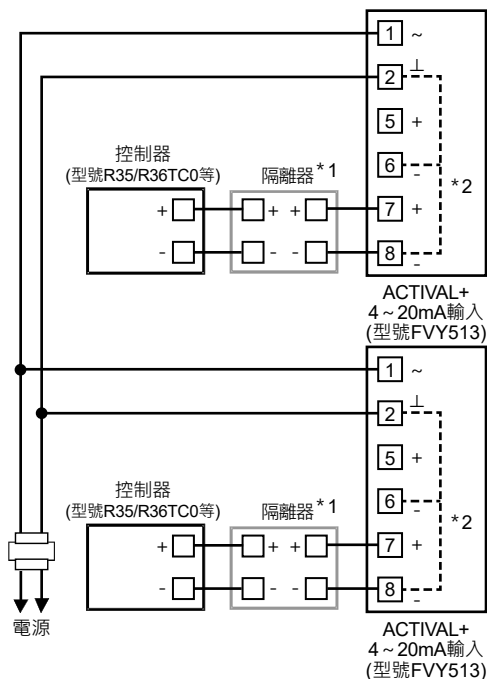 1 ~
2 ⊥
5 +
6 -
*2
7 +
8 -
控制器
(型號R35/R36TC0等)
隔離器*1
+ + +
- - -
ACTIVAL+
4～20mA輸入
(型號FVY513)
1 ~
2 ⊥
5 +
6 -
*2
7 +
8 -
控制器
(型號R35/R36TC0等)
隔離器*1
+ + +
- - -
電源
ACTIVAL+
4～20mA輸入
(型號FVY513)